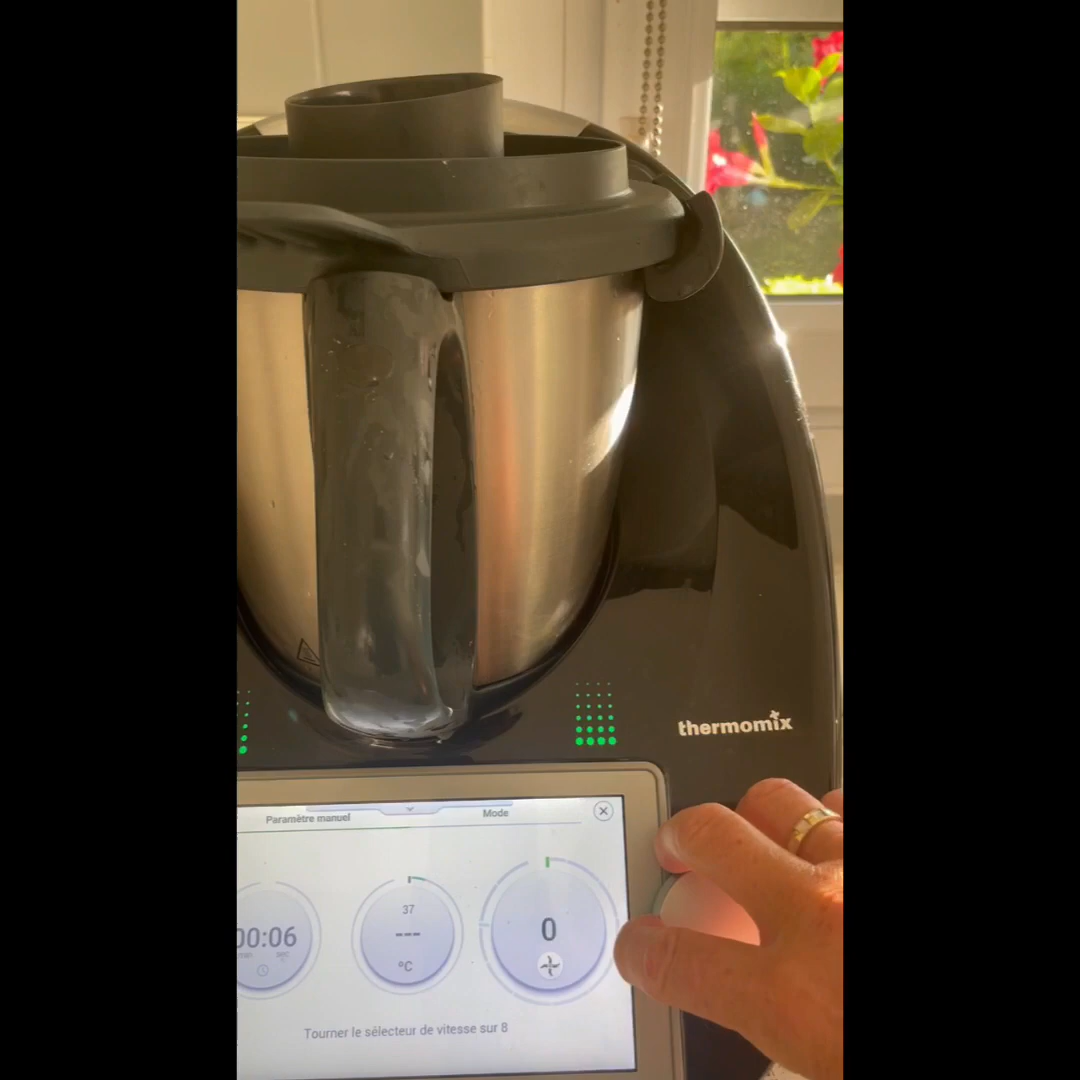 thermomix
Paramètre manuel
Mode
00:06
min
sec
37
---
°C
0
Tourner le sélecteur de vitesse sur 8